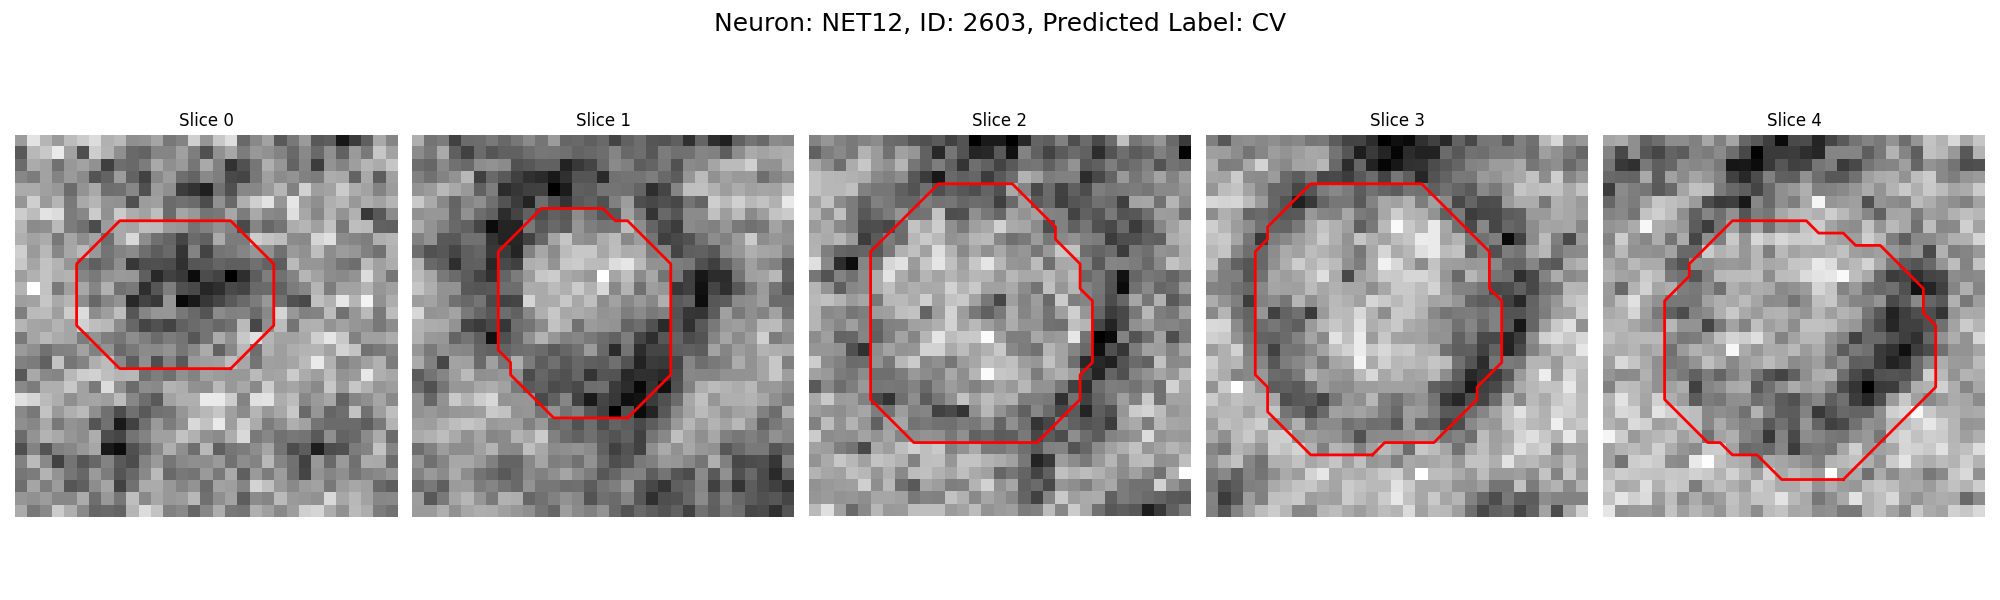 Neuron: NET12, ID: 2603, Predicted Label: CV
Slice 0
Slice 1
Slice 2
Slice 3
Slice 4